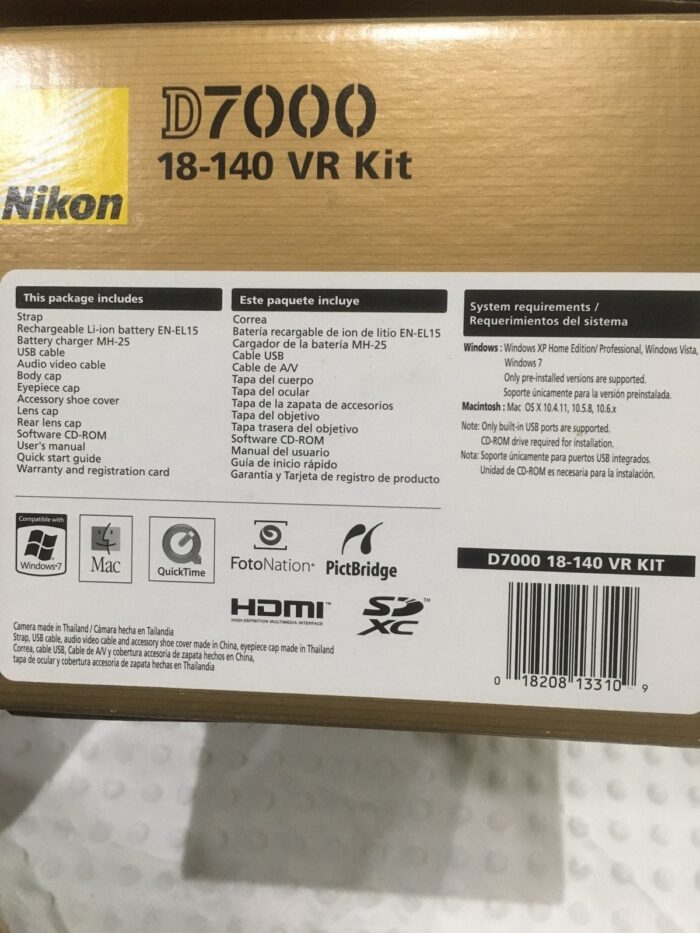 Nikon
D7000
18-140 VR Kit
This package includes
Strap
Rechargeable Li-ion battery EN-EL15
Battery charger MH-25
USB cable
Audio video cable
Body cap
Eyepiece cap
Accessory shoe cover
Lens cap
Rear lens cap
Software CD-ROM
User's manual
Quick start guide
Warranty and registration card
Este paquete incluye
Correa
Batería recargable de ion de litio EN-EL15
Cargador de la batería MH-25
Cable USB
Cable de A/V
Tapa del cuerpo
Tapa del ocular
Tapa de la zapata de accesorios
Tapa del objetivo
Tapa trasera del objetivo
Software CD-ROM
Manual del usuario
Guía de inicio rápido
Garantía y Tarjeta de registro de producto
System requirements /
Requerimientos del sistema
Windows : Windows XP Home Edition/ Professional, Windows Vista,
Windows 7
Only pre-installed versions are supported.
Soporte únicamente para la versión preinstalada.
Macintosh : Mac OS X 10.4.11, 10.5.8, 10.6.x
Note: Only built-in USB ports are supported.
CD-ROM drive required for installation.
Nota: Soporte únicamente para puertos USB integrados.
Unidad de CD-ROM es necesaria para la instalación.
Compatible with
Windows 7
Mac
QuickTime
FotoNation
PictBridge
HDMI™
HIGH-DEFINITION MULTIMEDIA INTERFACE
SD™
XC
D7000 18-140 VR KIT
0 18208 13310 9
Camera made in Thailand / Cámara hecha en Tailandia
Strap, USB cable, audio video cable and accessory shoe cover made in China, eyepiece cap made in Thailand
Correa, cable USB, Cable de A/V y cobertura accesoria de zapata hechos en China,
tapa de ocular y cobertura accesoria de zapata hechas en Thailandia